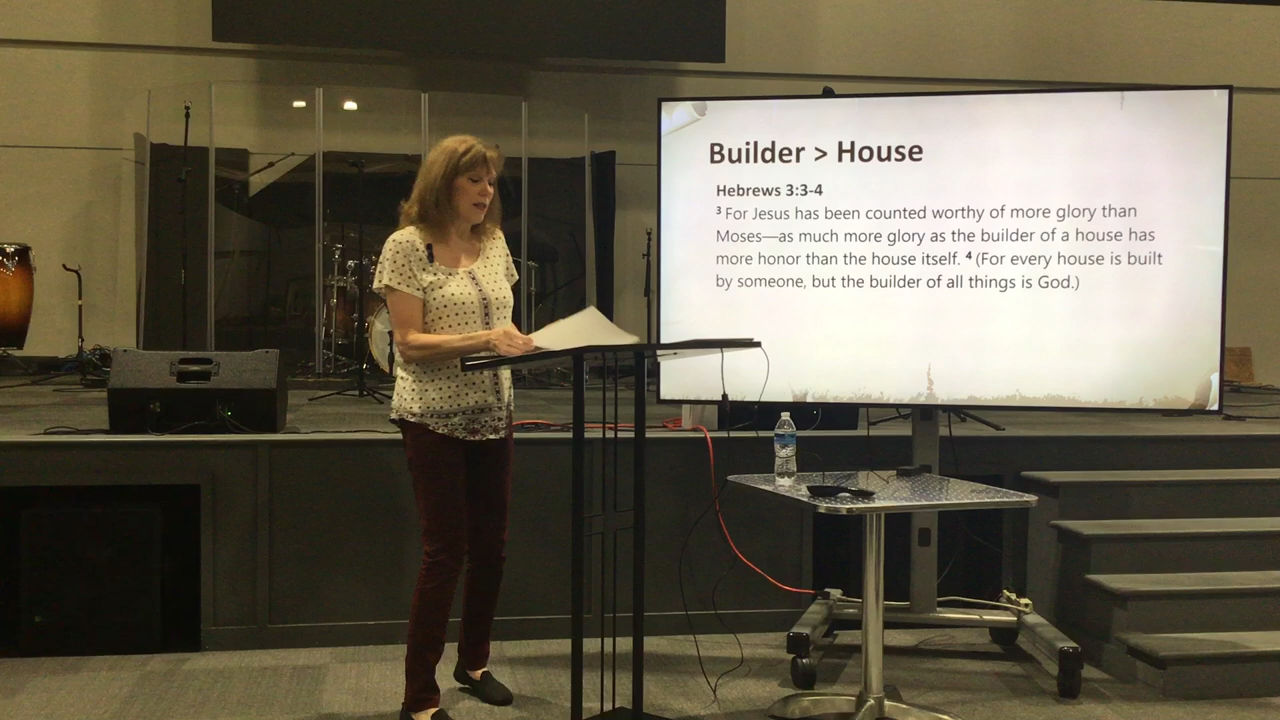 Builder > House
Hebrews 3:3-4
³ For Jesus has been counted worthy of more glory than
Moses—as much more glory as the builder of a house has
more honor than the house itself. ⁴ (For every house is built
by someone, but the builder of all things is God.)